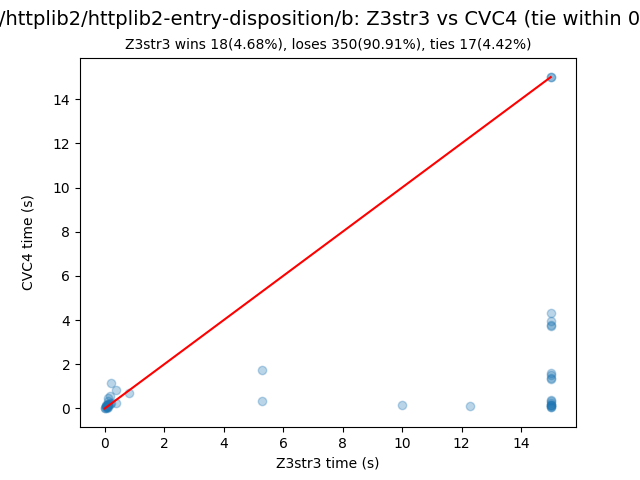 /httplib2/httplib2-entry-disposition/b: Z3str3 vs CVC4 (tie within 0
Z3str3 wins 18(4.68%), loses 350(90.91%), ties 17(4.42%)
14
12
10
8
6
4
2
0
CVC4 time (s)
0 2 4 6 8 10 12 14
Z3str3 time (s)